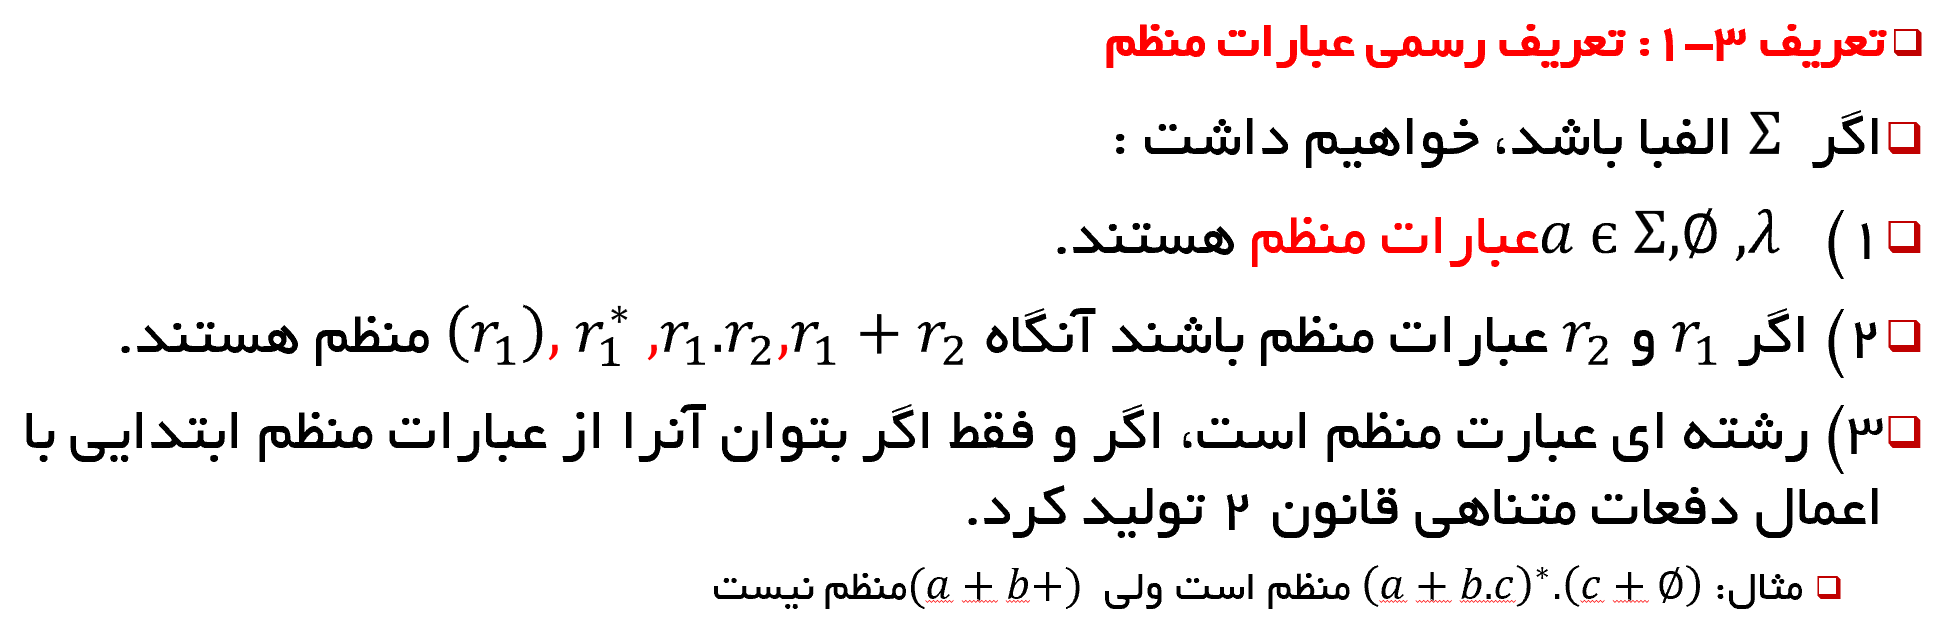 تعریف ۳–۱: تعریف رسمی عبارات منظم
اگر Σ الفبا باشد، خواهیم داشت :
۱) a ϵ Σ,∅ ,λ عبارات منظم هستند.
۲) اگر r₁ و r₂ عبارات منظم باشند آنگاه r₁ + r₂, r₁.r₂, r₁*, (r₁) منظم هستند.
۳) رشته ای عبارت منظم است، اگر و فقط اگر بتوان آنرا از عبارات منظم ابتدایی با
اعمال دفعات متناهی قانون ۲ تولید کرد.
مثال: (a + b.c)*.(c + ∅) منظم است ولی (a + b+) منظم نیست